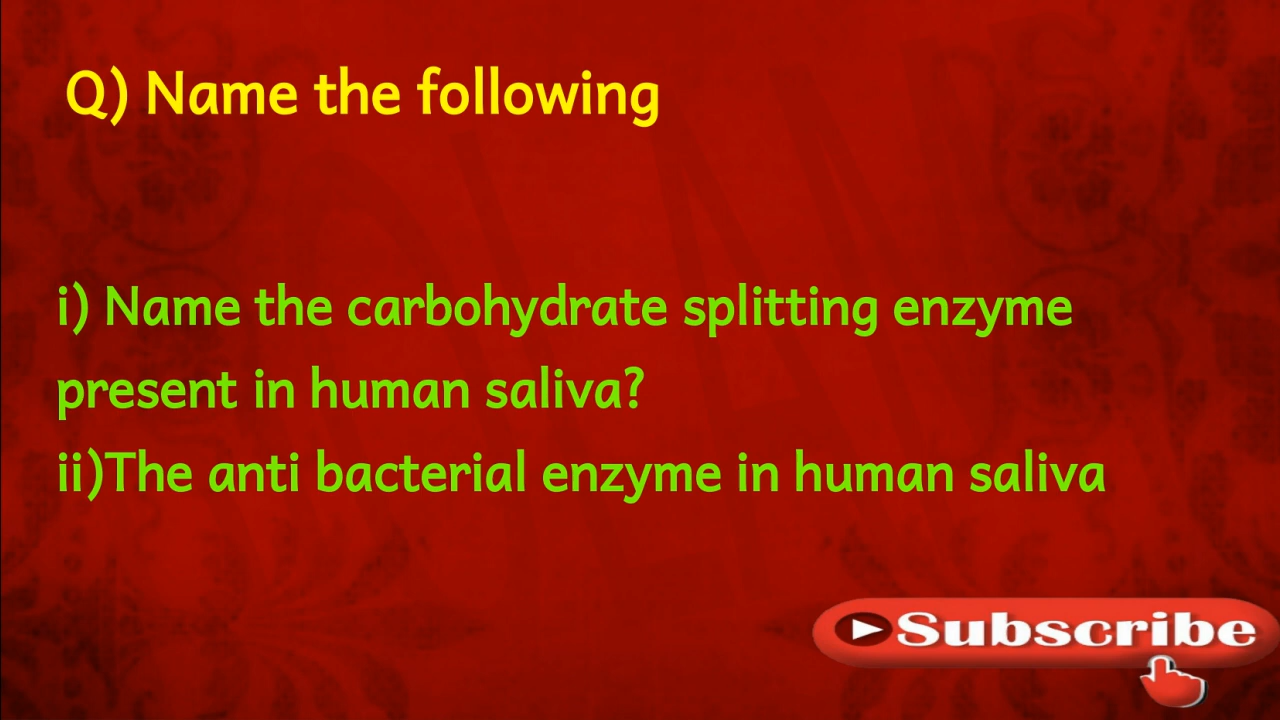 Q) Name the following
i) Name the carbohydrate splitting enzyme
present in human saliva?
ii)The anti bacterial enzyme in human saliva
Subscribe